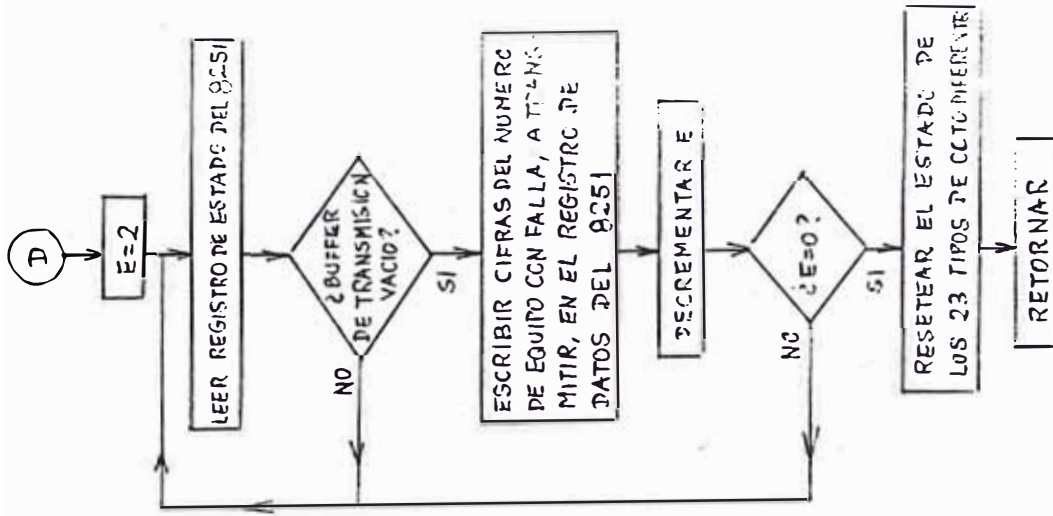 D
E=2
LEER REGISTRO DE ESTADO DEL 8251
¿BUFFER
DE TRANSMISION
VACIO?
NO
SI
ESCRIBIR CIFRAS DEL NUMERO
DE EQUIPO CON FALLA, A TRANS
MITIR, EN EL REGISTRO DE
DATOS DEL 8251
DECREMENTAR E
¿E=0?
NO
SI
RESETEAR EL ESTADO DE
LOS 23 TIPOS DE OCTO DIFERENTE
RETORNAR